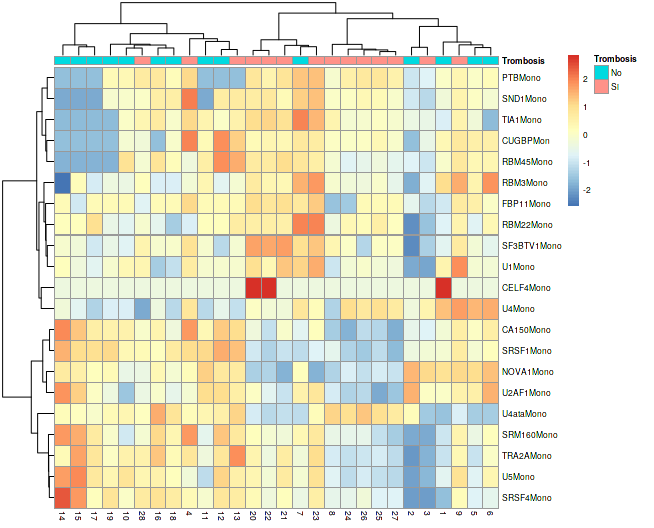 Trombosis
Trombosis
No
SI
2
1
0
-1
-2
PTBMono
SND1Mono
TIA1Mono
CUGBPMon
RBM45Mono
RBM3Mono
FBP11Mono
RBM22Mono
SF3BTV1Mono
U1Mono
CELF4Mono
U4Mono
CA150Mono
SRSF1Mono
NOVA1Mono
U2AF1Mono
U4ataMono
SRM160Mono
TRA2AMono
U5Mono
SRSF4Mono
14 15 17 19 10 28 16 18 4 11 12 13 20 22 21 7 23 8 24 26 25 27 2 3 1 9 5 6